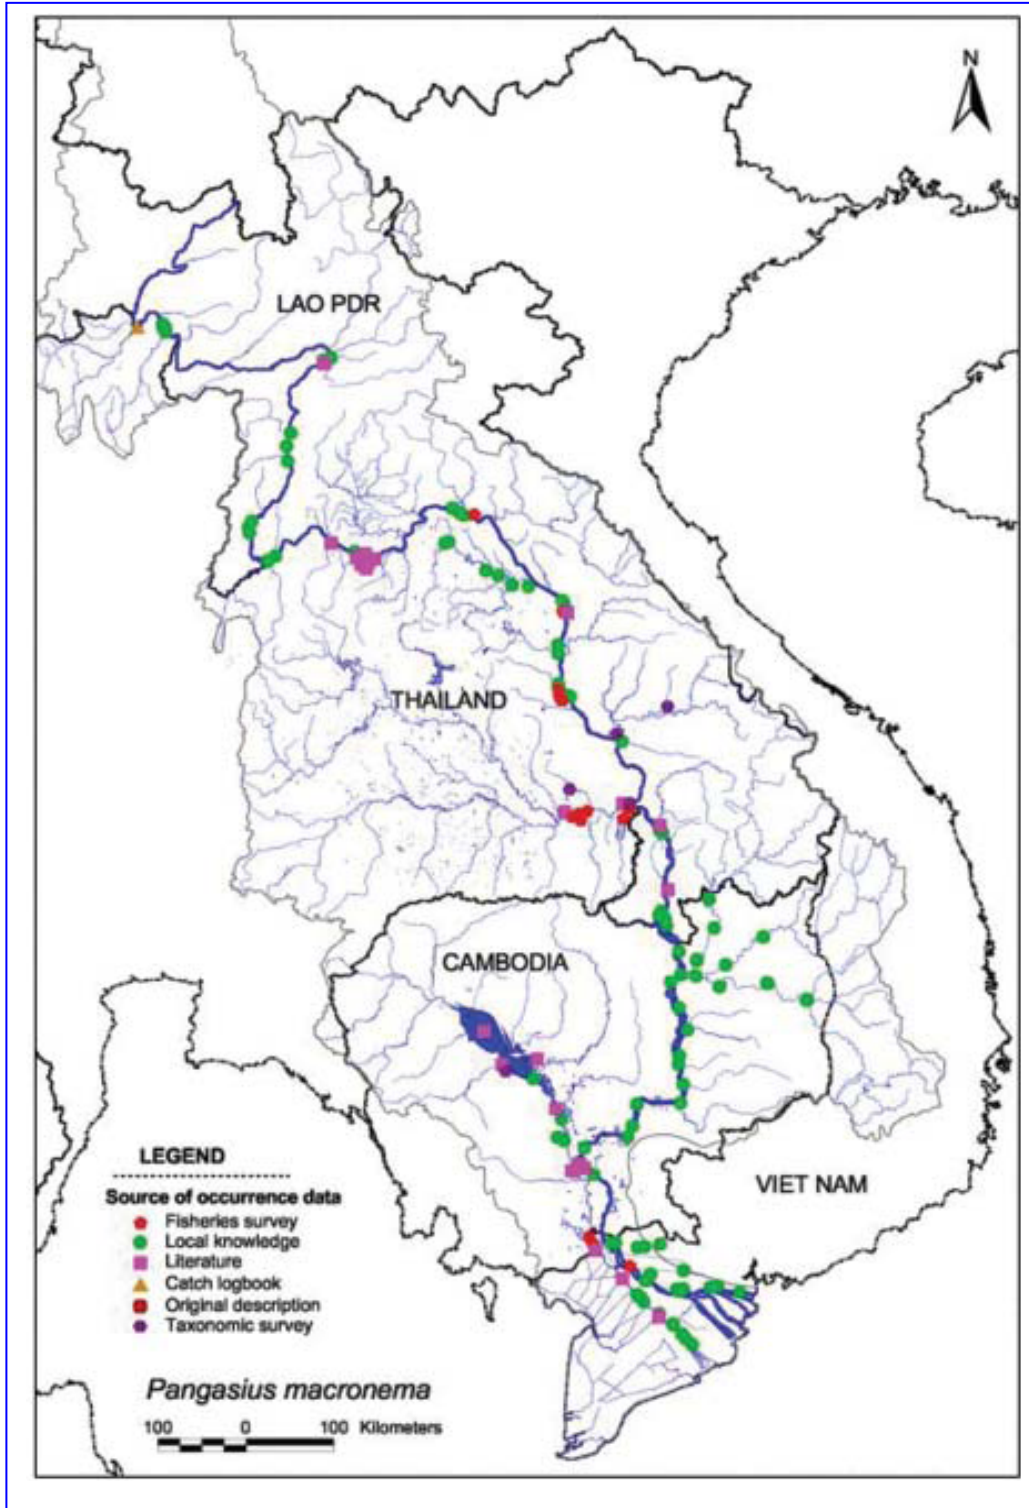 N
LAO PDR
THAILAND
CAMBODIA
VIET NAM
LEGEND
Source of occurrence data
Fisheries survey
Local knowledge
Literature
Catch logbook
Original description
Taxonomic survey
Pangasius macronema
100 0 100 Kilometers